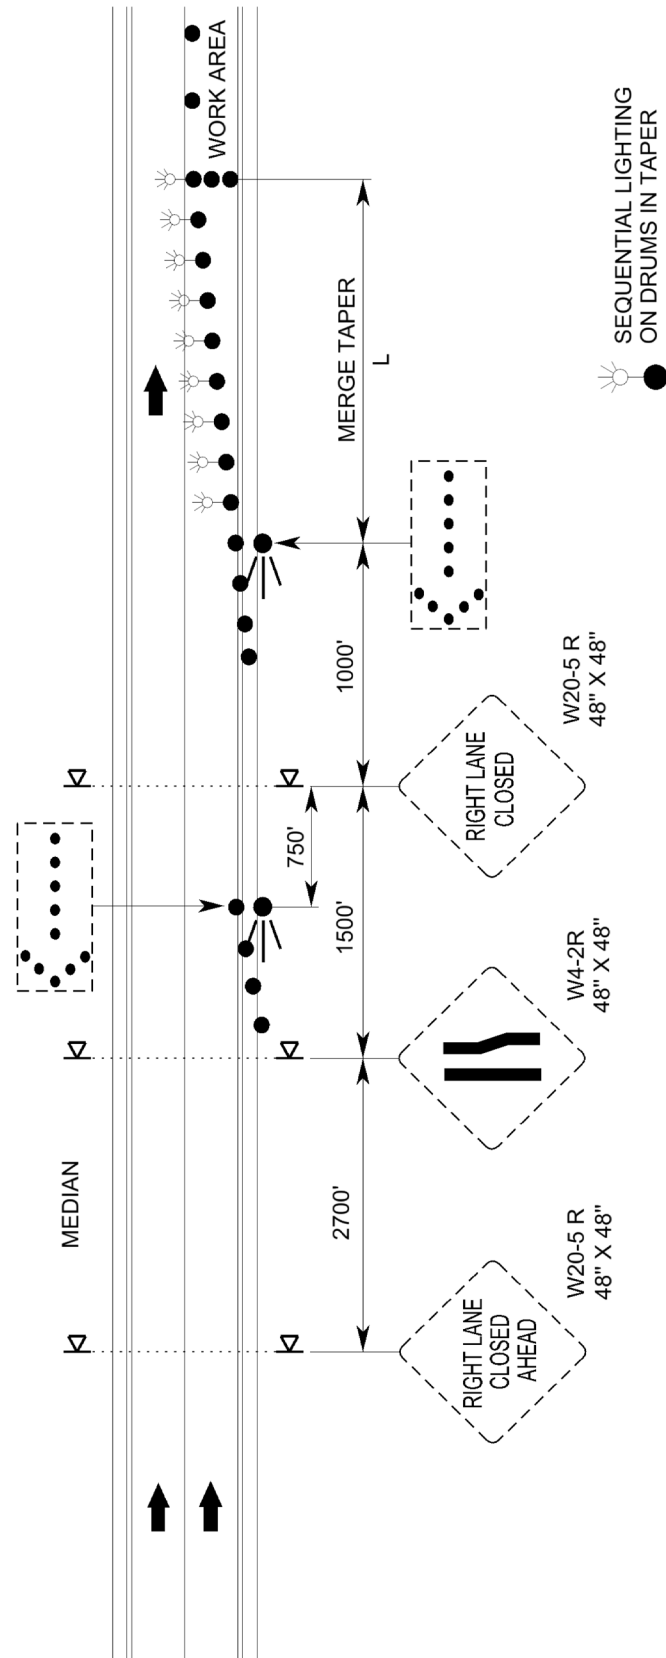 WORK AREA
MERGE TAPER
L
SEQUENTIAL LIGHTING
ON DRUMS IN TAPER
1000'
750'
1500'
2700'
MEDIAN
RIGHT LANE
CLOSED
W20-5 R
48" X 48"
W4-2R
48" X 48"
RIGHT LANE
CLOSED
AHEAD
W20-5 R
48" X 48"